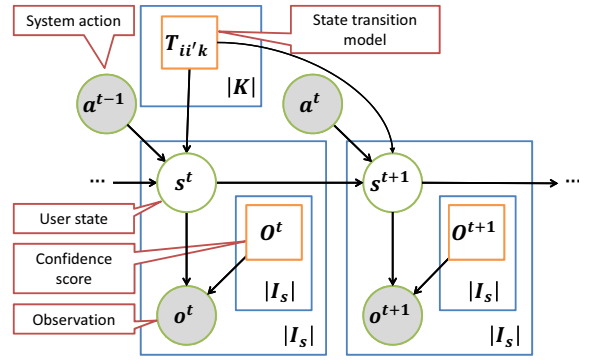 System action
State transition
model
T_{ii'k}
|K|
a^{t-1}
a^t
...
s^t
s^{t+1}
...
User state
Confidence
score
O^t
O^{t+1}
|I_s|
|I_s|
Observation
o^t
o^{t+1}
|I_s|
|I_s|